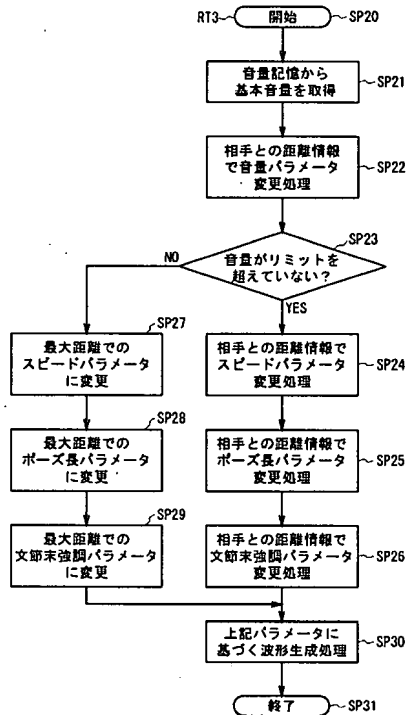 RT3
開始
SP20
音量記憶から
基本音量を取得
SP21
相手との距離情報
で音量パラメータ
変更処理
SP22
SP23
音量がリミットを
超えていない？
NO
YES
SP27
最大距離での
スピードパラメータ
に変更
相手との距離情報で
スピードパラメータ
変更処理
SP24
SP28
最大距離での
ポーズ長パラメータ
に変更
相手との距離情報で
ポーズ長パラメータ
変更処理
SP25
SP29
最大距離での
文節末強調パラメータ
に変更
相手との距離情報で
文節末強調パラメータ
変更処理
SP26
上記パラメータに
基づく波形生成処理
SP30
終了
SP31